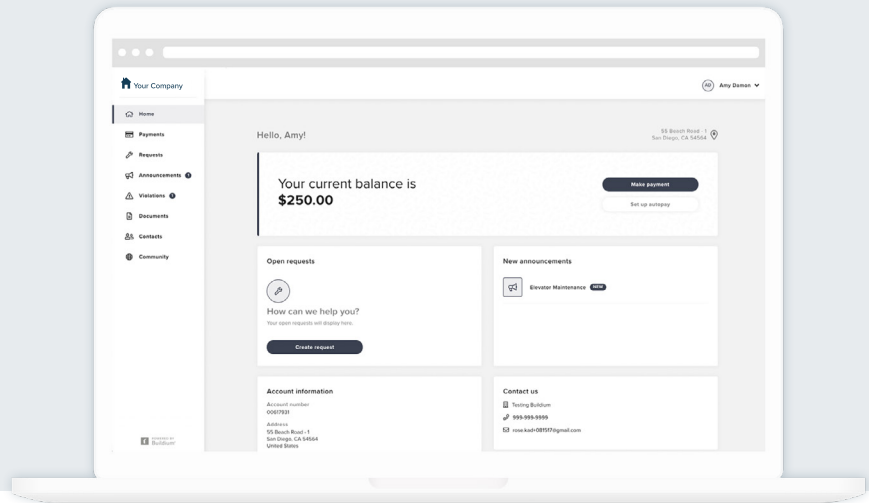 Your Company
AD Amy Damon
Home
Payments
Requests
Announcements
Violations
Documents
Contacts
Community
POWERED BY
Buildium
Hello, Amy!
55 Beach Road - 1
San Diego, CA 54564
Your current balance is
$250.00
Make payment
Set up autopay
Open requests
How can we help you?
Your open requests will display here.
Create request
New announcements
Elevator Maintenance NEW
Account information
Account number
00617931
Address
55 Beach Road - 1
San Diego, CA 54564
United States
Contact us
Testing Buildium
999-999-9999